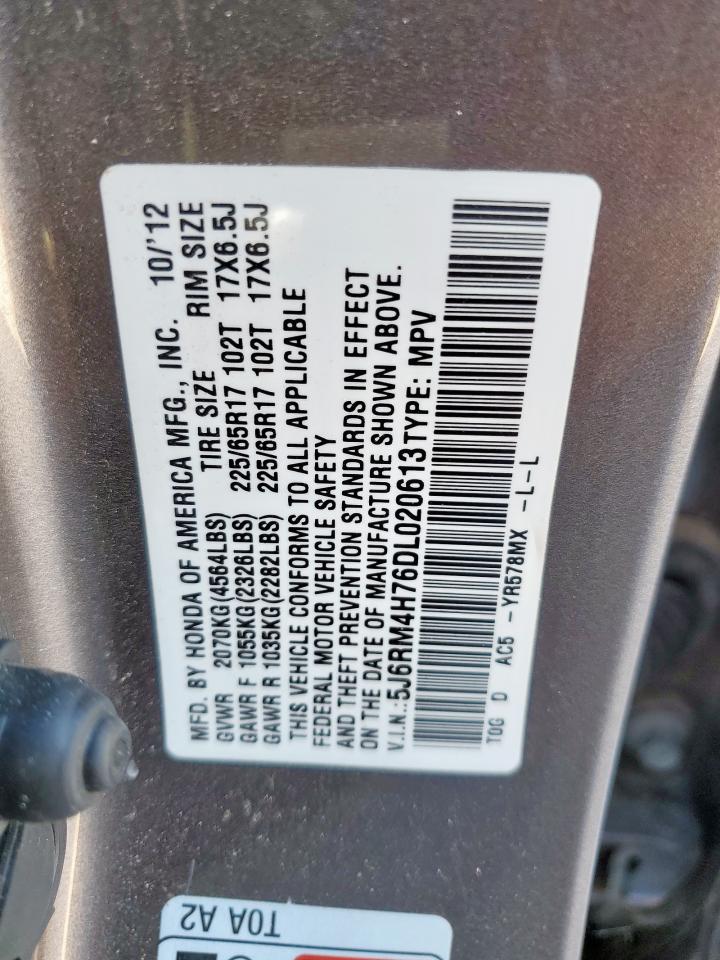 MFD. BY HONDA OF AMERICA MFG., INC. 10/'12
GVWR 2070KG(4564LBS) TIRE SIZE RIM SIZE
GAWR F 1055KG(2326LBS) 225/65R17 102T 17X6.5J
GAWR R 1035KG(2282LBS) 225/65R17 102T 17X6.5J
THIS VEHICLE CONFORMS TO ALL APPLICABLE
FEDERAL MOTOR VEHICLE SAFETY
AND THEFT PREVENTION STANDARDS IN EFFECT
ON THE DATE OF MANUFACTURE SHOWN ABOVE.
V.I.N.:5J6RM4H76DL020613TYPE: MPV
TOG D AC5 -YR578MX -L-L
TOA A2